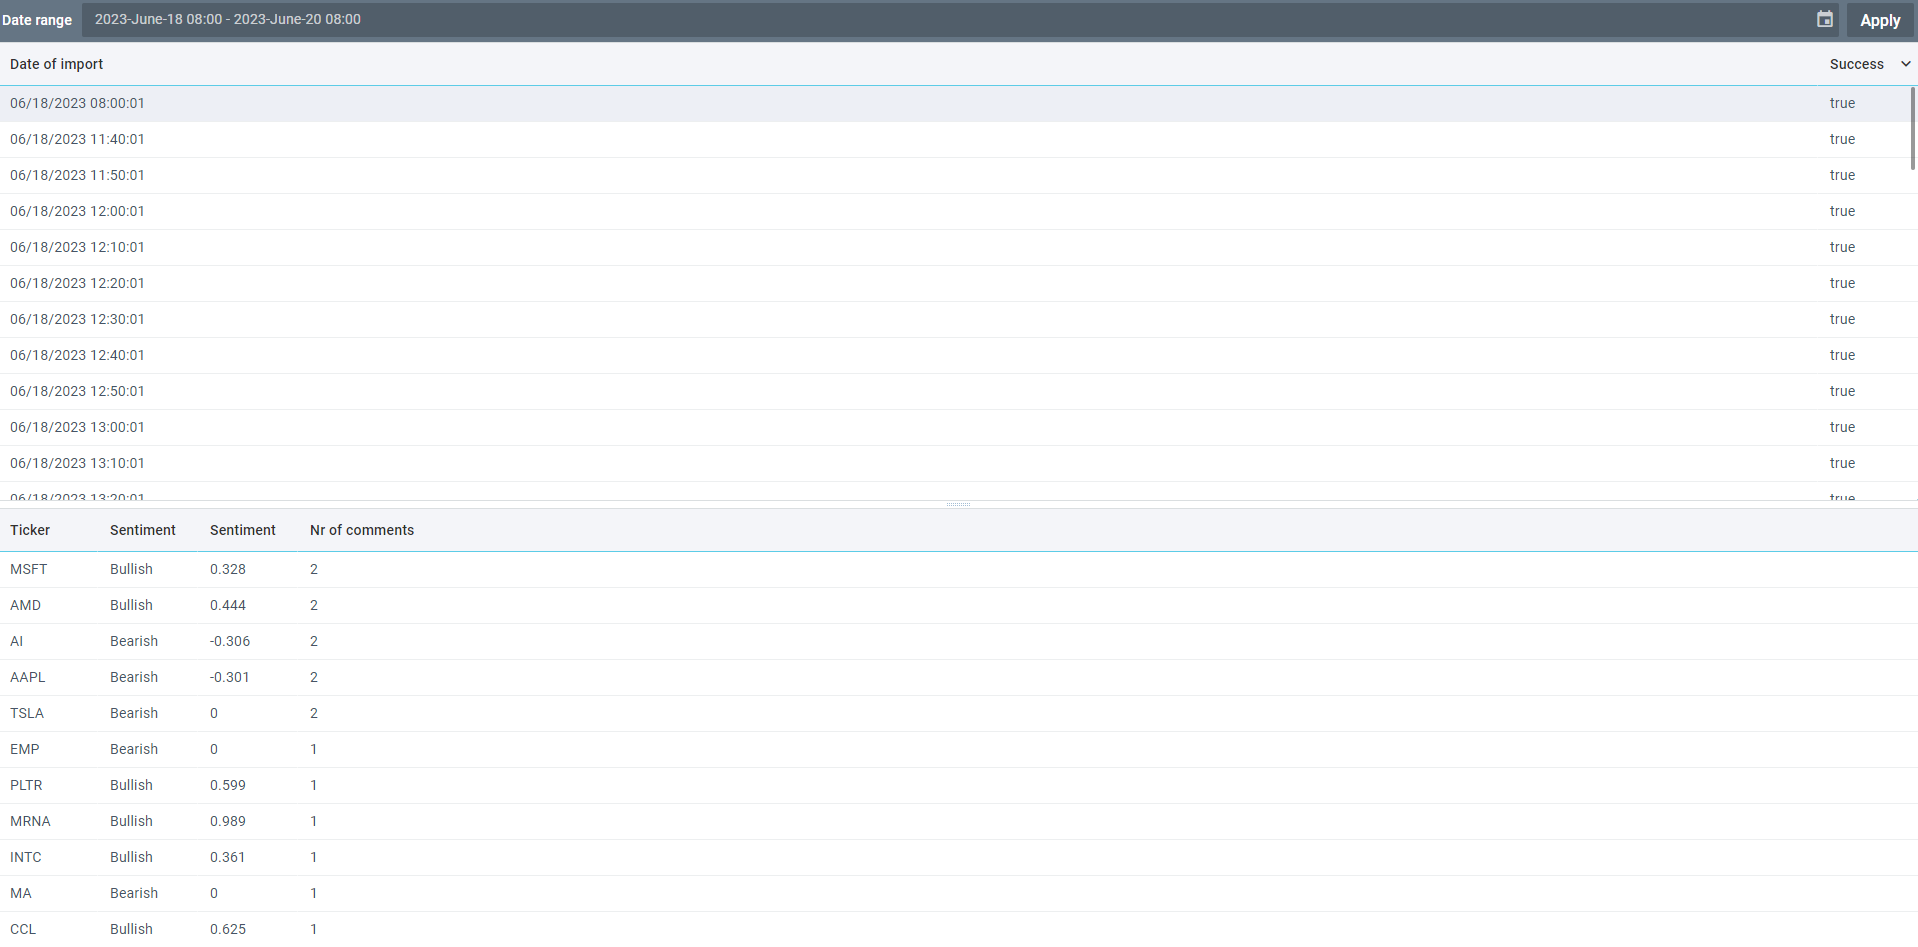 Date range 2023-June-18 08:00 - 2023-June-20 08:00 Apply
Date of import Success
06/18/2023 08:00:01 true
06/18/2023 11:40:01 true
06/18/2023 11:50:01 true
06/18/2023 12:00:01 true
06/18/2023 12:10:01 true
06/18/2023 12:20:01 true
06/18/2023 12:30:01 true
06/18/2023 12:40:01 true
06/18/2023 12:50:01 true
06/18/2023 13:00:01 true
06/18/2023 13:10:01 true
06/18/2023 13:20:01 true
Ticker Sentiment Sentiment Nr of comments
MSFT Bullish 0.328 2
AMD Bullish 0.444 2
AI Bearish -0.306 2
AAPL Bearish -0.301 2
TSLA Bearish 0 2
EMP Bearish 0 1
PLTR Bullish 0.599 1
MRNA Bullish 0.989 1
INTC Bullish 0.361 1
MA Bearish 0 1
CCL Bullish 0.625 1